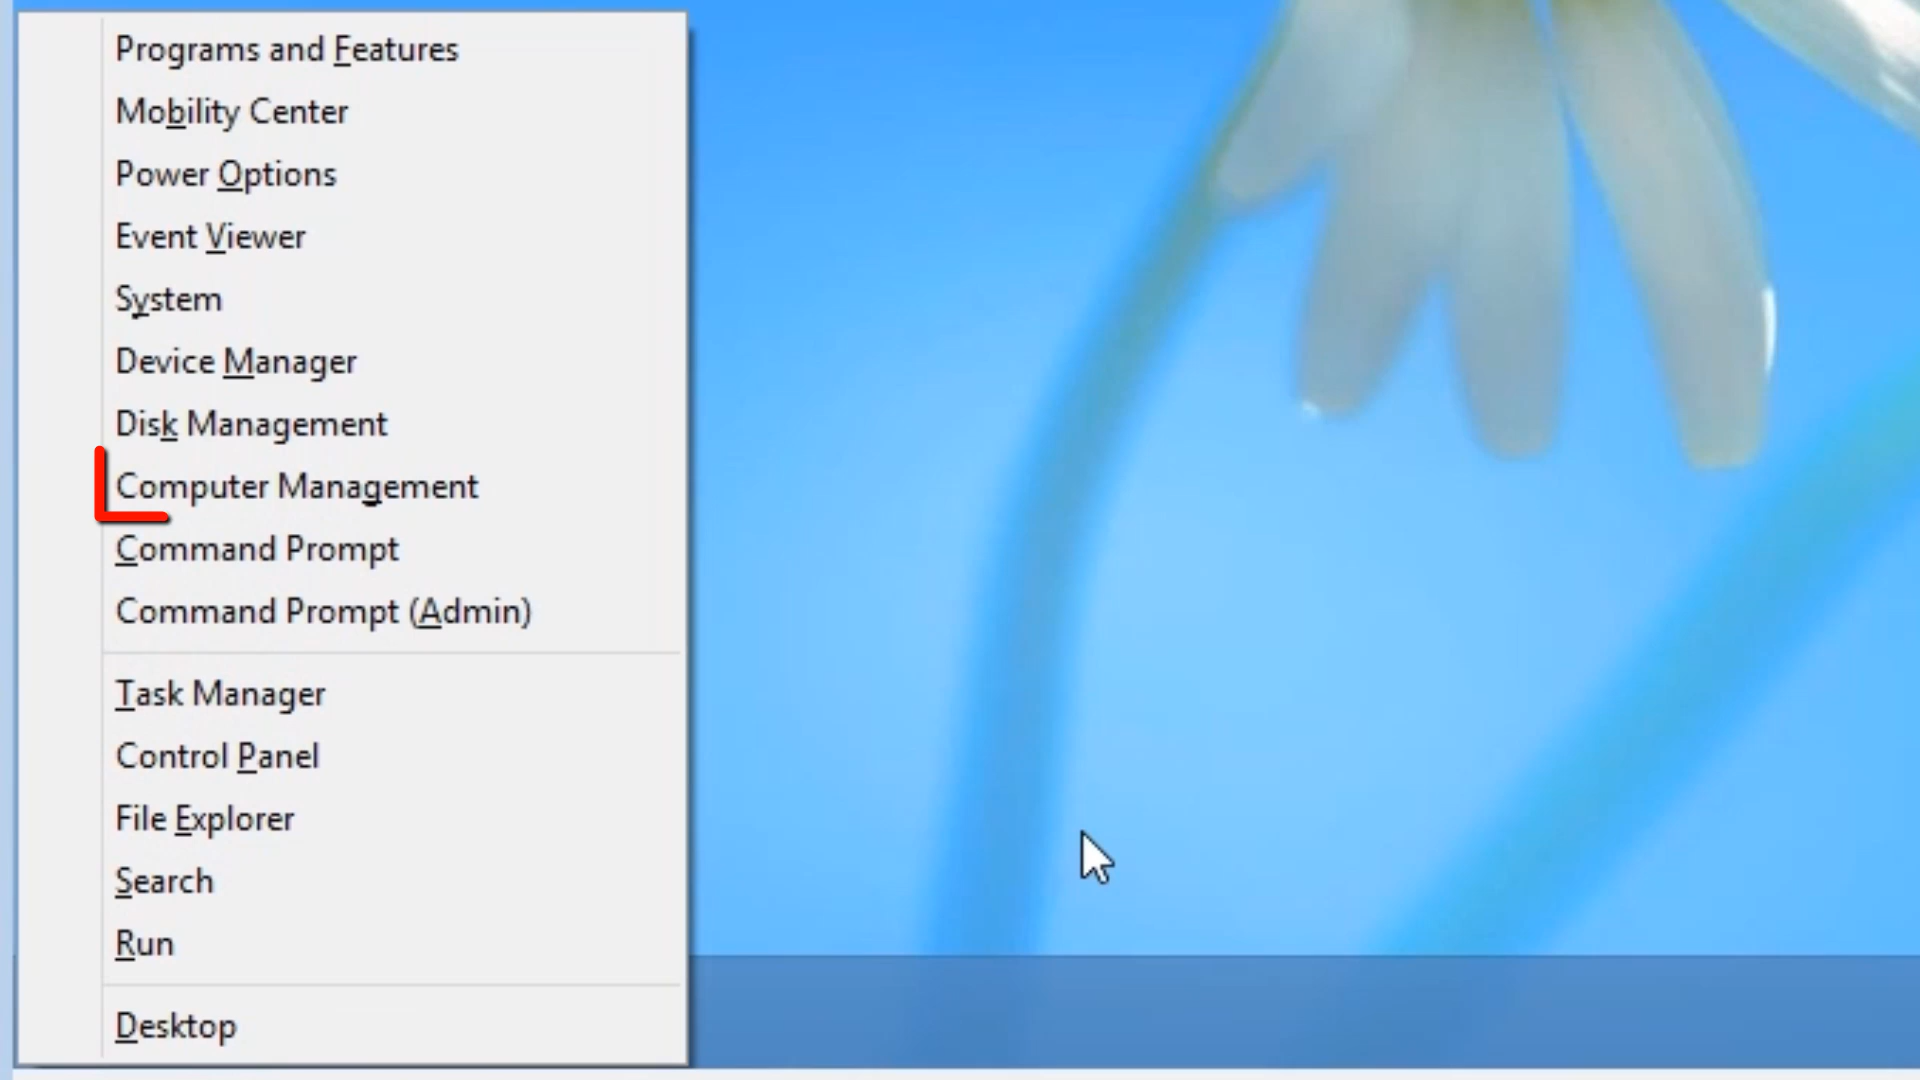 Programs and Features
Mobility Center
Power Options
Event Viewer
System
Device Manager
Disk Management
Computer Management
Command Prompt
Command Prompt (Admin)
Task Manager
Control Panel
File Explorer
Search
Run
Desktop